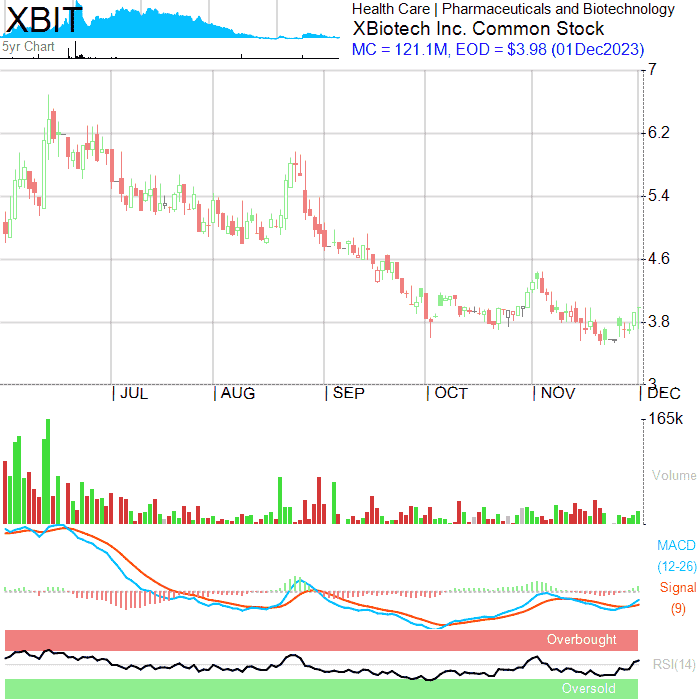 XBIT
5yr Chart
Health Care | Pharmaceuticals and Biotechnology
XBiotech Inc. Common Stock
MC = 121.1M, EOD = $3.98 (01Dec2023)
7
6.2
5.4
4.6
3.8
3
JUL AUG SEP OCT NOV DEC
165k
Volume
MACD
(12-26)
Signal
(9)
Overbought
RSI(14)
Oversold